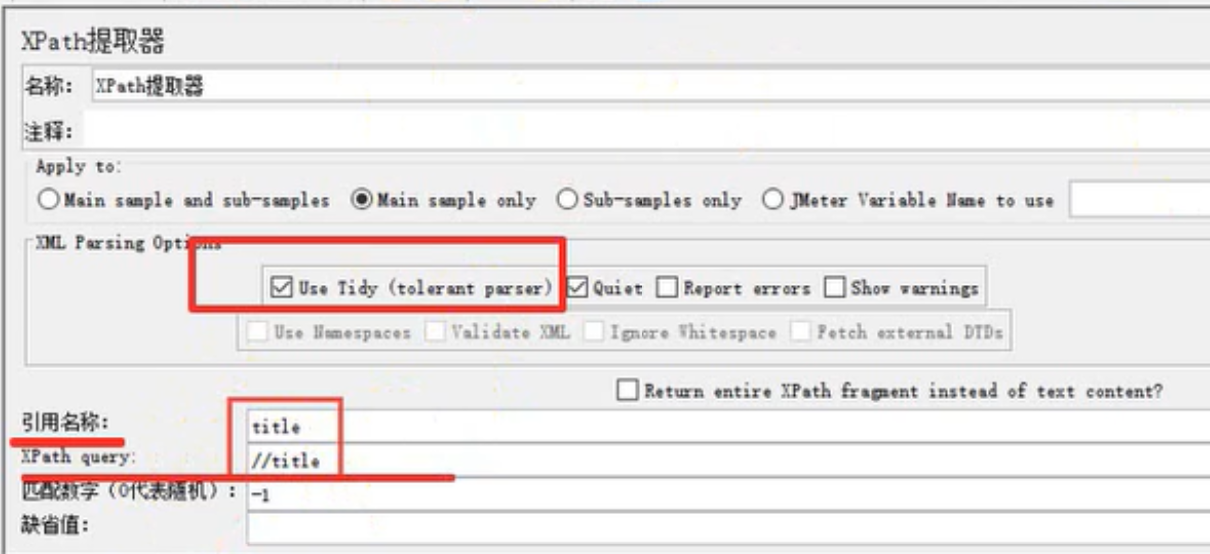 XPath提取器
名称: XPath提取器
注释:
Apply to:
Main sample and sub-samples Main sample only Sub-samples only JMeter Variable Name to use
XML Parsing Options
Use Tidy (tolerant parser) Quiet Report errors Show warnings
Use Namespaces Validate XML Ignore Whitespace Fetch external DTDs
Return entire XPath fragment instead of text content?
引用名称: title
XPath query: //title
匹配数字（0代表随机）: -1
缺省值: